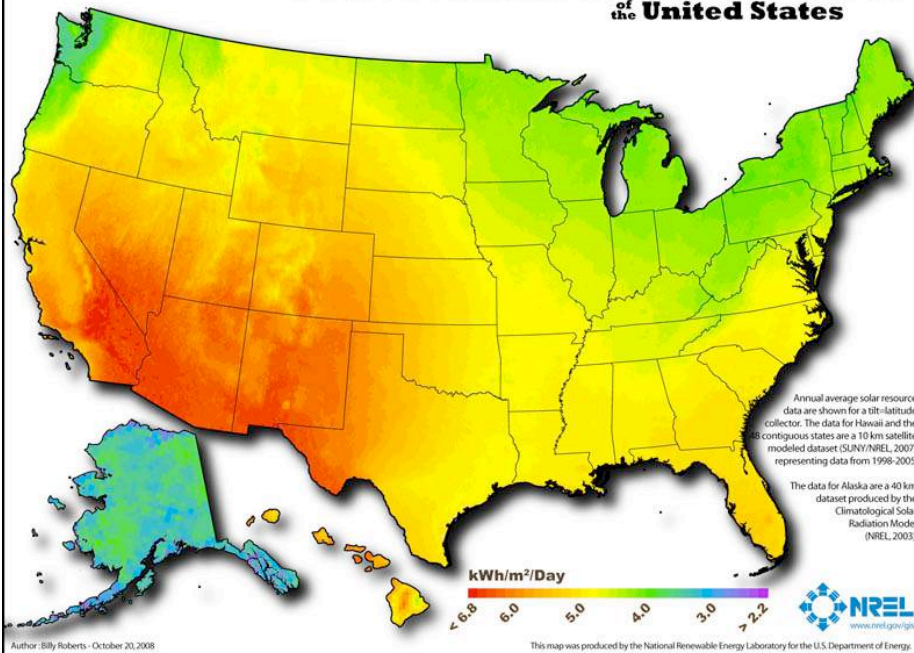 of
the United States
Annual average solar resource
data are shown for a tilt=latitude
collector. The data for Hawaii and the
48 contiguous states are a 10 km satellite
modeled dataset (SUNY/NREL, 2007)
representing data from 1998-2005.
The data for Alaska are a 40 km
dataset produced by the
Climatological Solar
Radiation Model
(NREL, 2003)
kWh/m²/Day
< 6.8 6.0 5.0 4.0 3.0 > 2.2
NREL
www.nrel.gov/gis
Author : Billy Roberts - October 20, 2008
This map was produced by the National Renewable Energy Laboratory for the U.S. Department of Energy.